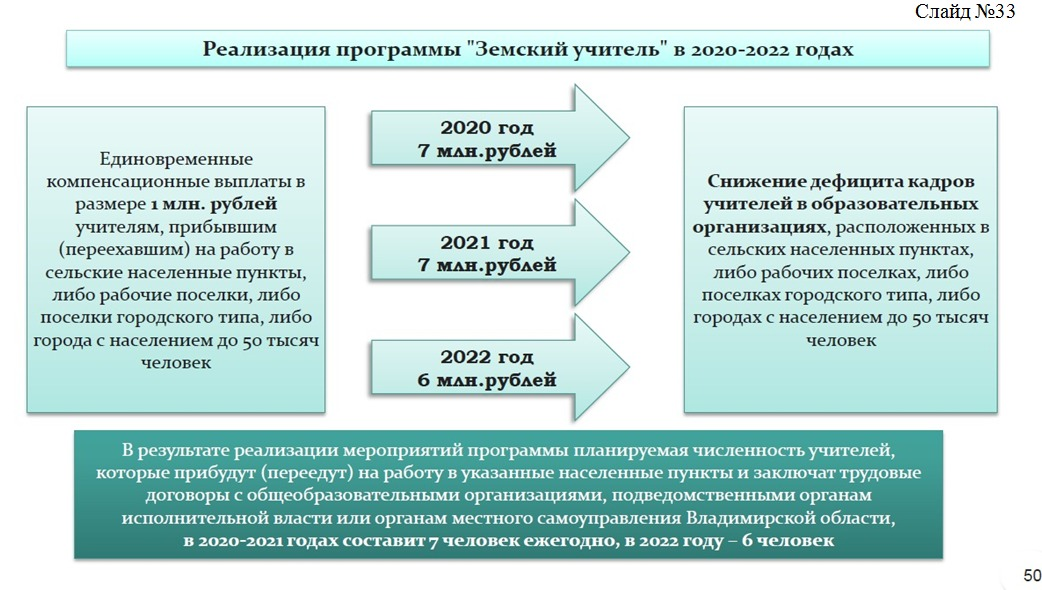 Слайд №33
Реализация программы "Земский учитель" в 2020-2022 годах
Единовременные
компенсационные выплаты в
размере 1 млн. рублей
учителям, прибывшим
(переехавшим) на работу в
сельские населенные пункты,
либо рабочие поселки, либо
поселки городского типа, либо
города с населением до 50 тысяч
человек
2020 год
7 млн.рублей
2021 год
7 млн.рублей
2022 год
6 млн.рублей
Снижение дефицита кадров
учителей в образовательных
организациях, расположенных в
сельских населенных пунктах,
либо рабочих поселках, либо
поселках городского типа, либо
городах с населением до 50 тысяч
человек
В результате реализации мероприятий программы планируемая численность учителей,
которые прибудут (переедут) на работу в указанные населенные пункты и заключат трудовые
договоры с общеобразовательными организациями, подведомственными органам
исполнительной власти или органам местного самоуправления Владимирской области,
в 2020-2021 годах составит 7 человек ежегодно, в 2022 году – 6 человек
50